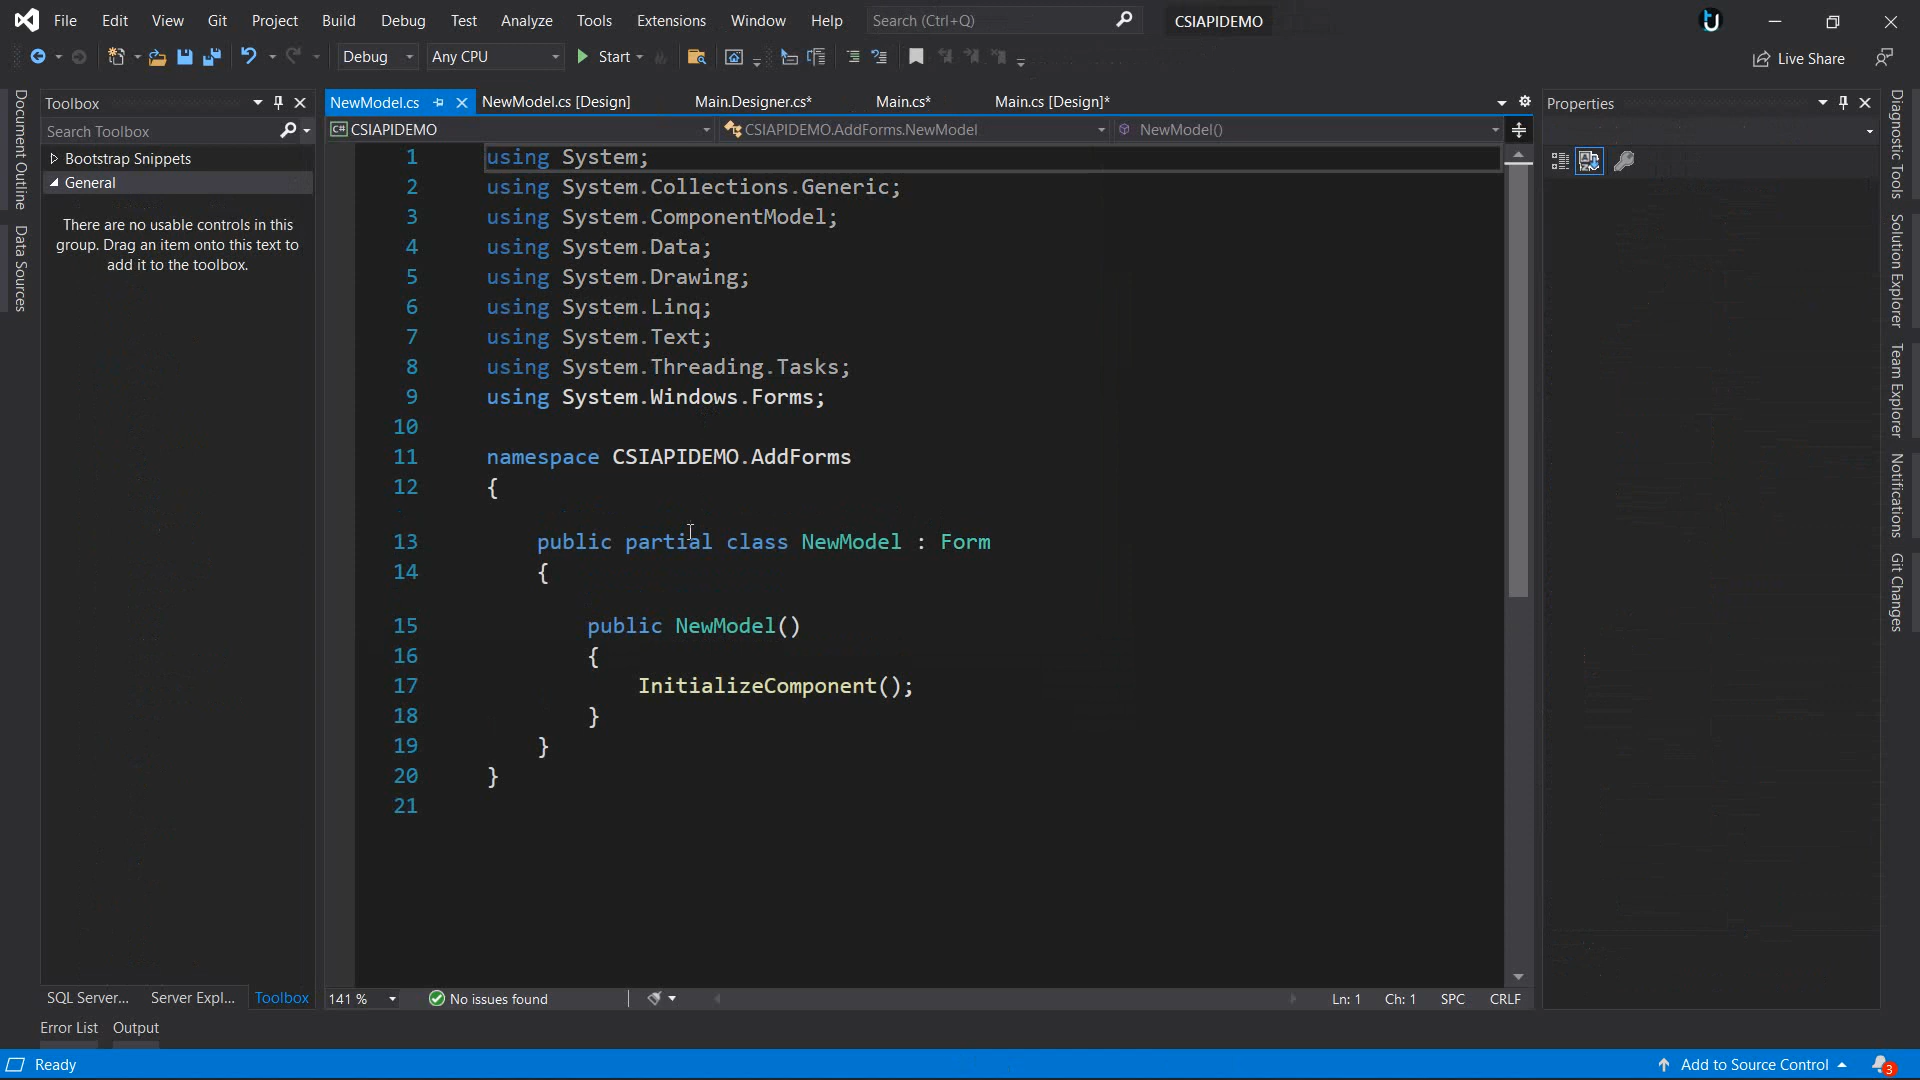 File Edit View Git Project Build Debug Test Analyze Tools Extensions Window Help Search (Ctrl+Q) CSIAPIDEMO
Debug Any CPU Start Live Share
Document Outline
Data Sources
Toolbox
Search Toolbox
Bootstrap Snippets
General
There are no usable controls in this
group. Drag an item onto this text to
add it to the toolbox.
SQL Server... Server Expl... Toolbox
NewModel.cs NewModel.cs [Design] Main.Designer.cs* Main.cs* Main.cs [Design]*
C# CSIAPIDEMO CSIAPIDEMO.AddForms.NewModel NewModel()
1 using System;
2 using System.Collections.Generic;
3 using System.ComponentModel;
4 using System.Data;
5 using System.Drawing;
6 using System.Linq;
7 using System.Text;
8 using System.Threading.Tasks;
9 using System.Windows.Forms;
10
11 namespace CSIAPIDEMO.AddForms
12 {
13 public partial class NewModel : Form
14 {
15 public NewModel()
16 {
17 InitializeComponent();
18 }
19 }
20 }
21
141 % No issues found Ln: 1 Ch: 1 SPC CRLF
Properties
Diagnostic Tools
Solution Explorer
Team Explorer
Notifications
Git Changes
Error List Output
Ready Add to Source Control 3